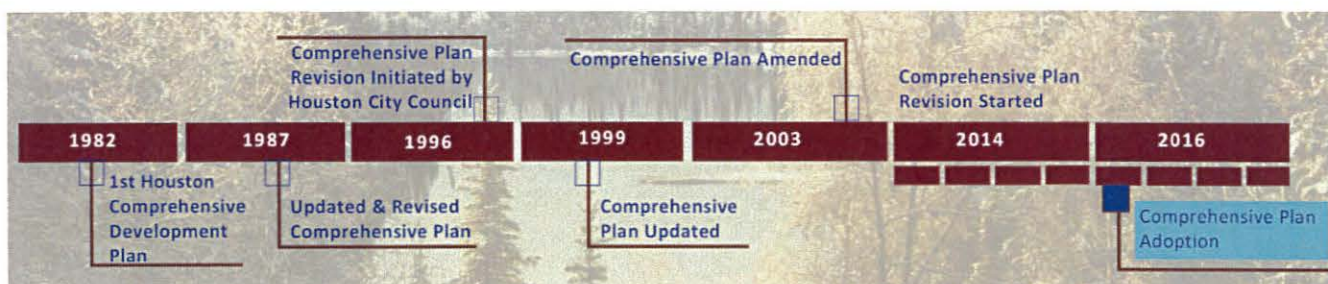 Comprehensive Plan
Revision Initiated by
Houston City Council
Comprehensive Plan Amended
Comprehensive Plan
Revision Started
1982
1987
1996
1999
2003
2014
2016
1st Houston
Comprehensive
Development
Plan
Updated & Revised
Comprehensive Plan
Comprehensive
Plan Updated
Comprehensive Plan
Adoption